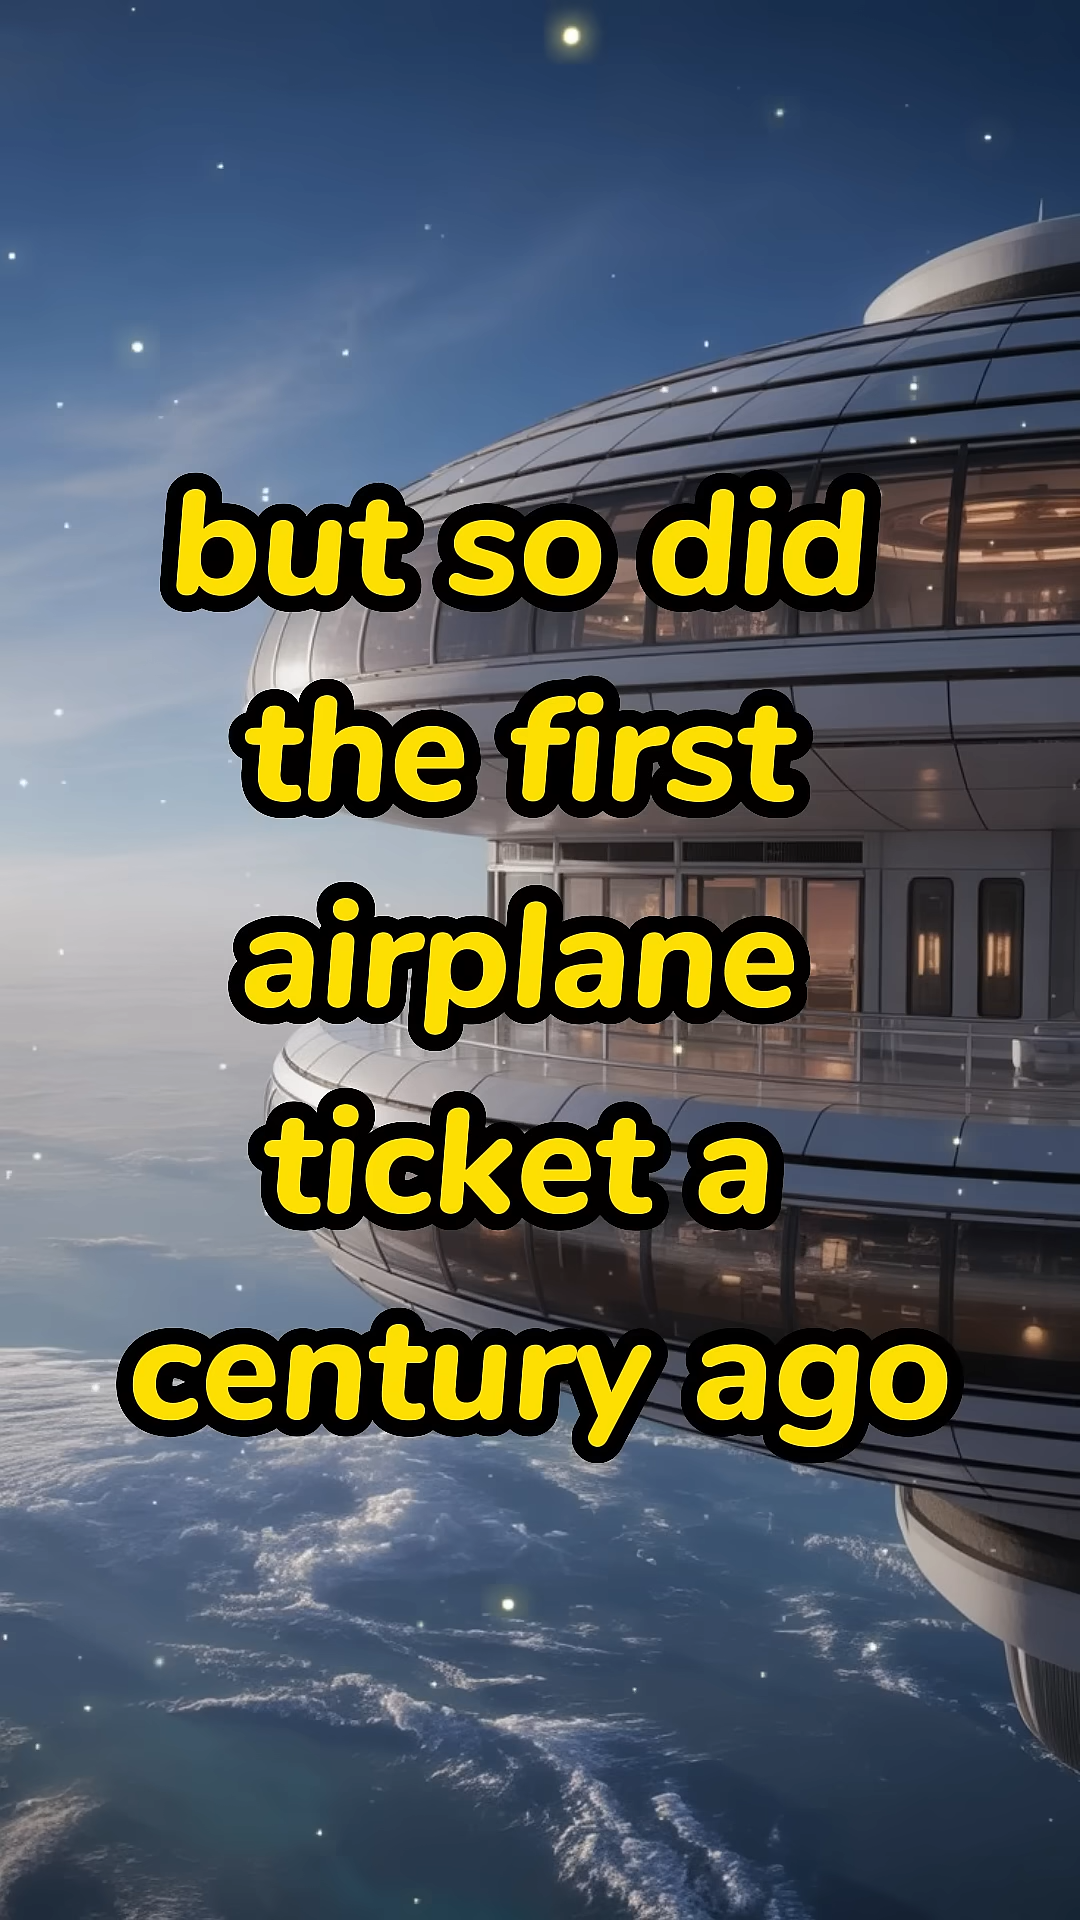 but so did
the first
airplane
ticket a
century ago